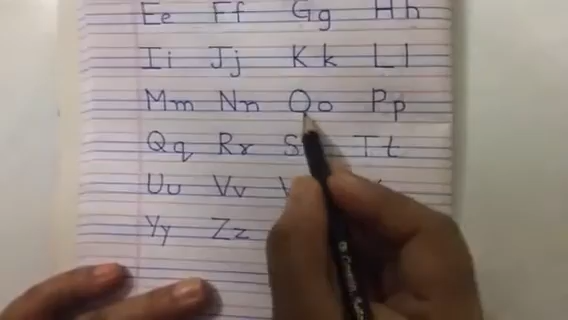 Ee Ff Gg Hh
Ii Jj Kk Ll
Mm Nn Oo Pp
Qq Rr S Tt
Uu Vv
Yy Zz